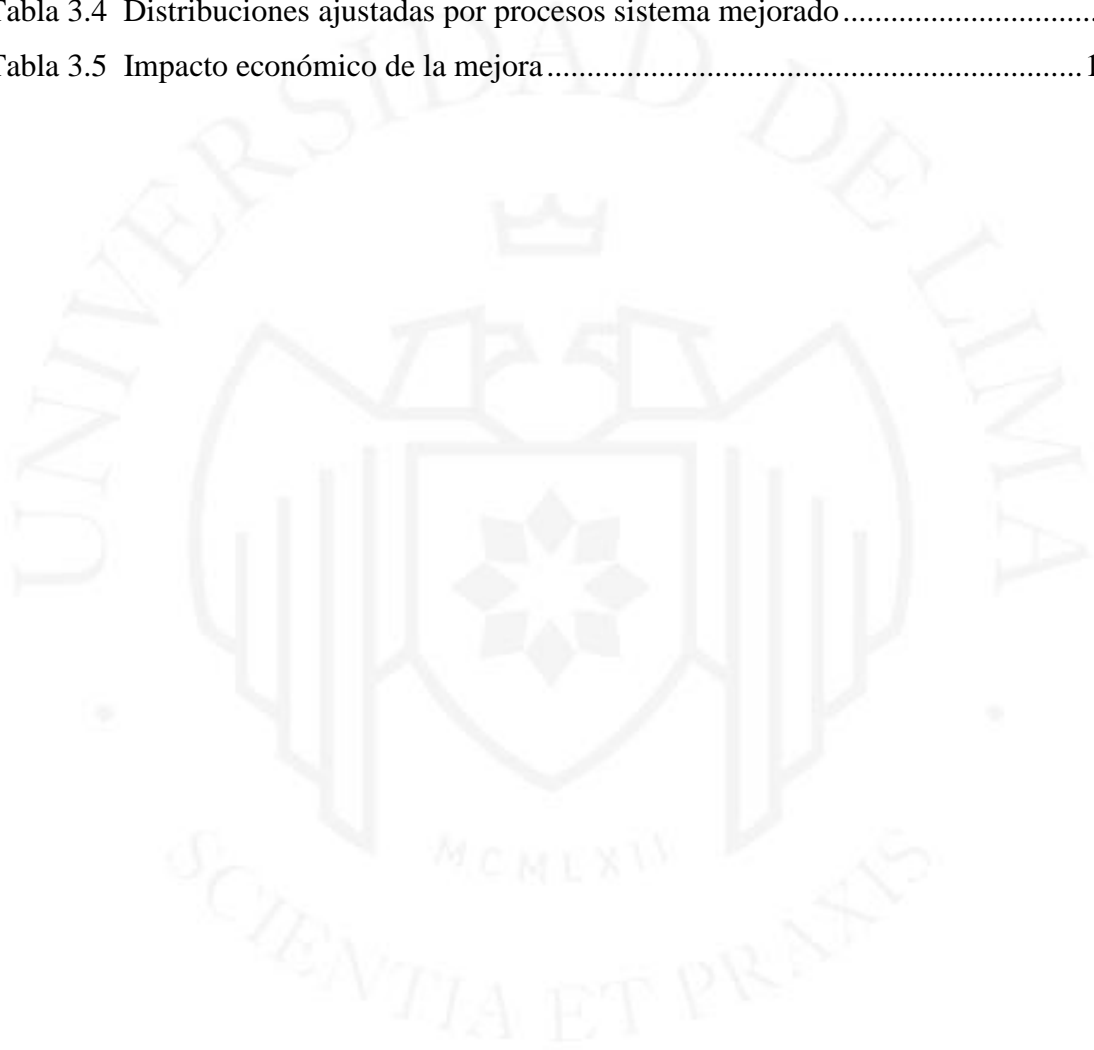 Tabla 3.4 Distribuciones ajustadas por procesos sistema mejorado..............................
Tabla 3.5 Impacto económico de la mejora....................................................................1
UNIVERSIDAD DE LIMA
MCMLXII
SCIENTIA ET PRAXIS